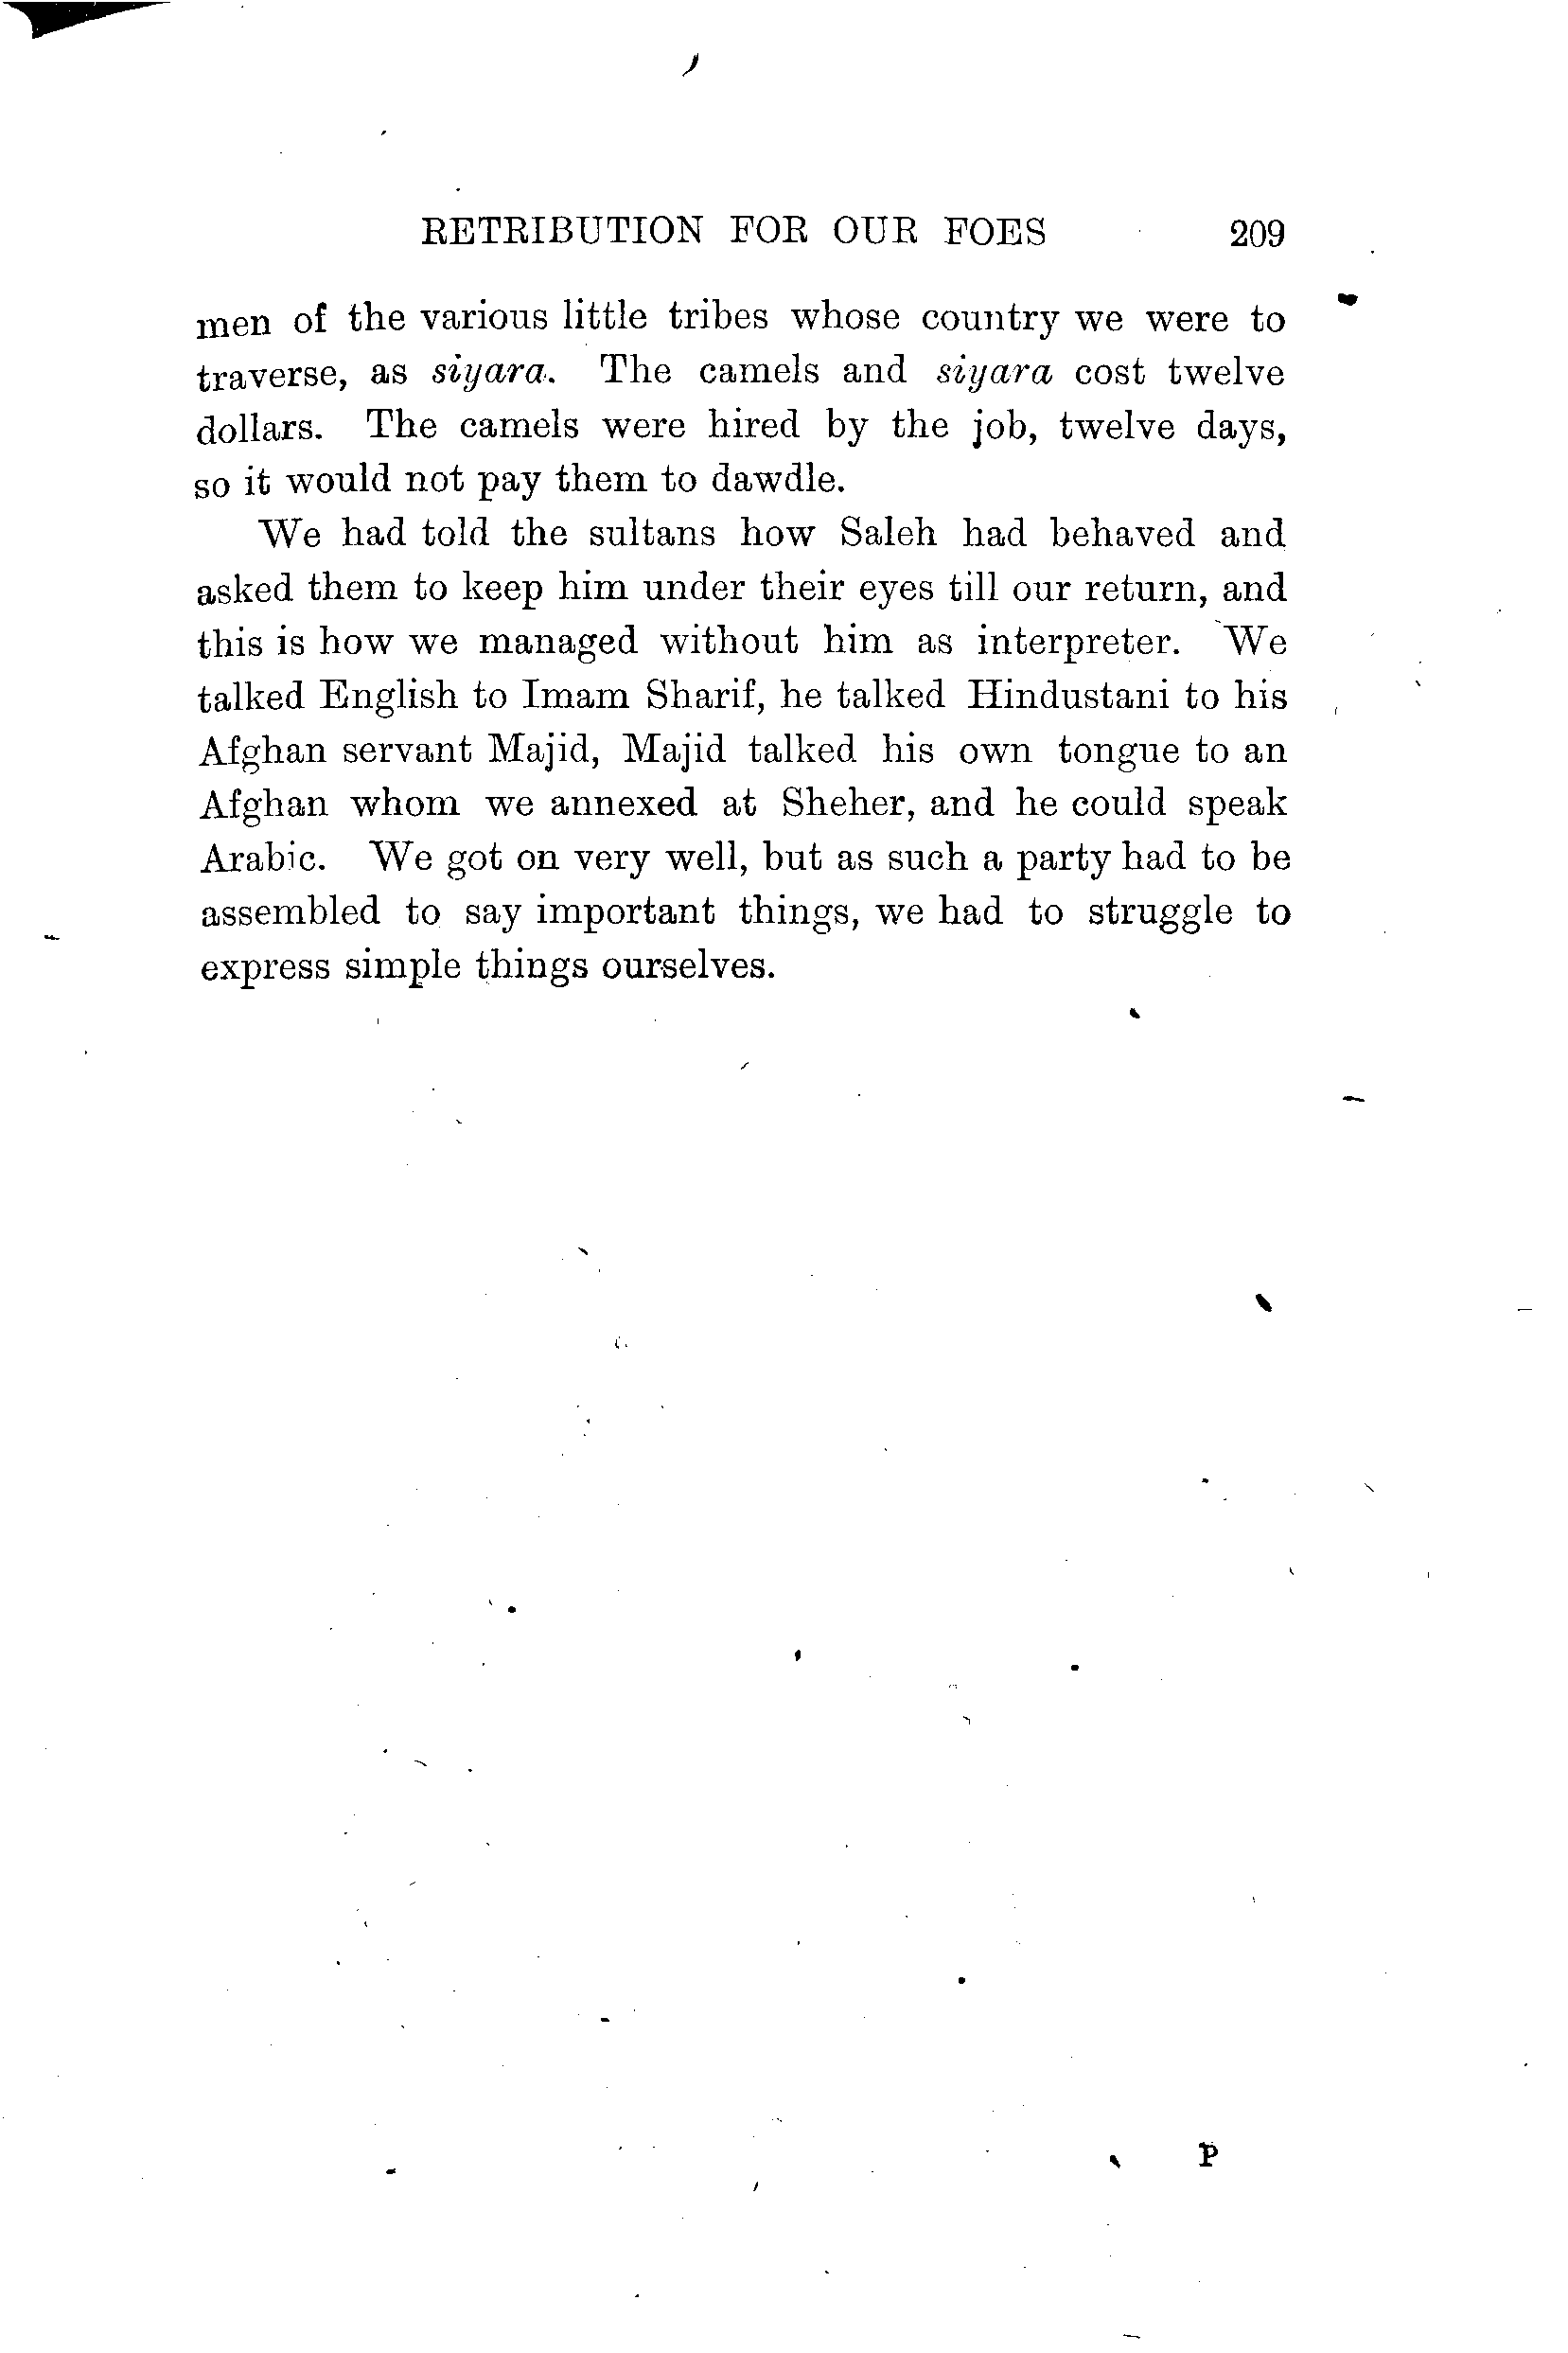 RETRIBUTION FOR OUR FOES 209
men of the various little tribes whose country we were to
traverse, as siyara. The camels and siyara cost twelve
dollars. The camels were hired by the job, twelve days,
so it would not pay them to dawdle.
We had told the sultans how Saleh had behaved and
asked them to keep him under their eyes till our return, and
this is how we managed without him as interpreter. We
talked English to Imam Sharif, he talked Hindustani to his
Afghan servant Majid, Majid talked his own tongue to an
Afghan whom we annexed at Sheher, and he could speak
Arabic. We got on very well, but as such a party had to be
assembled to say important things, we had to struggle to
express simple things ourselves.
P